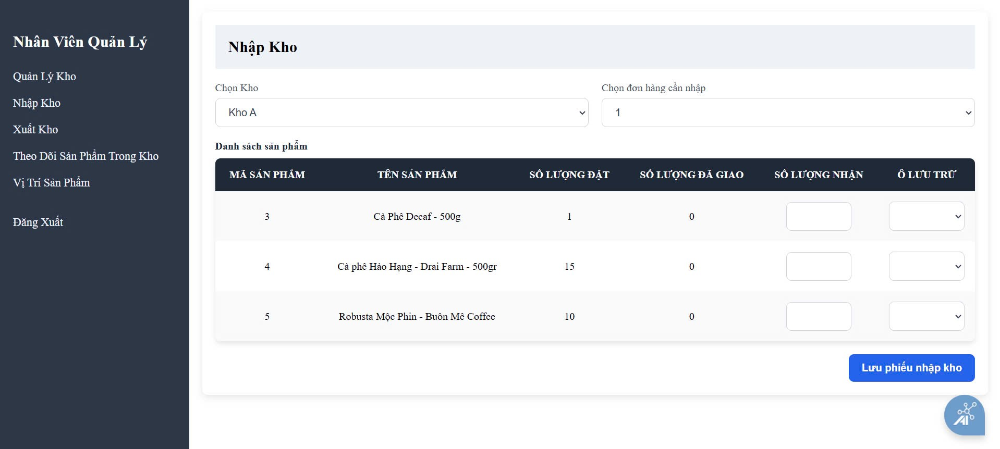 Nhân Viên Quản Lý
Quản Lý Kho
Nhập Kho
Xuất Kho
Theo Dõi Sản Phẩm Trong Kho
Vị Trí Sản Phẩm
Đăng Xuất
Nhập Kho
Chọn Kho
Chọn đơn hàng cần nhập
Kho A
1
Danh sách sản phẩm
MÃ SẢN PHẨM TÊN SẢN PHẨM SỐ LƯỢNG ĐẶT SỐ LƯỢNG ĐÃ GIAO SỐ LƯỢNG NHẬN Ô LƯU TRỮ
3 Cà Phê Decaf - 500g 1 0
4 Cà phê Hảo Hạng - Drai Farm - 500gr 15 0
5 Robusta Mộc Phin - Buôn Mê Coffee 10 0
Lưu phiếu nhập kho
AI